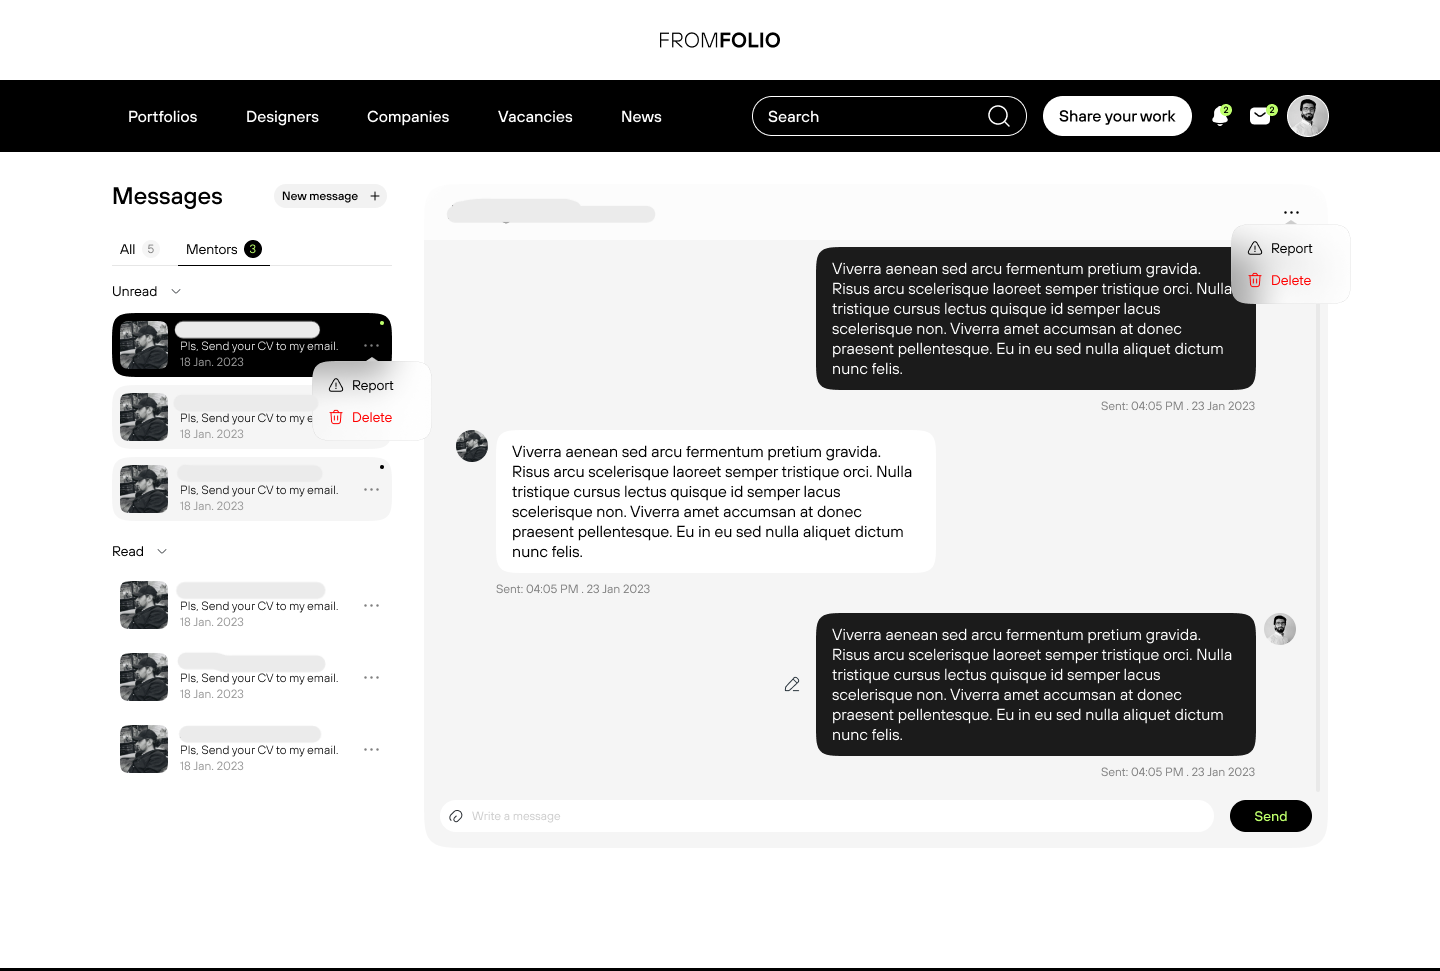 FROMFOLIO
Portfolios Designers Companies Vacancies News Search Share your work 2 2
Messages New message +
All 5 Mentors 3
Unread
Pls, Send your CV to my email.
18 Jan. 2023
Report
Delete
Pls, Send your CV to my e
18 Jan. 2023
Pls, Send your CV to my email.
18 Jan. 2023
Read
Pls, Send your CV to my email.
18 Jan. 2023
Pls, Send your CV to my email.
18 Jan. 2023
Pls, Send your CV to my email.
18 Jan. 2023
Report
Delete
Viverra aenean sed arcu fermentum pretium gravida.
Risus arcu scelerisque laoreet semper tristique orci. Nulla
tristique cursus lectus quisque id semper lacus
scelerisque non. Viverra amet accumsan at donec
praesent pellentesque. Eu in eu sed nulla aliquet dictum
nunc felis.
Sent: 04:05 PM . 23 Jan 2023
Viverra aenean sed arcu fermentum pretium gravida.
Risus arcu scelerisque laoreet semper tristique orci. Nulla
tristique cursus lectus quisque id semper lacus
scelerisque non. Viverra amet accumsan at donec
praesent pellentesque. Eu in eu sed nulla aliquet dictum
nunc felis.
Sent: 04:05 PM . 23 Jan 2023
Viverra aenean sed arcu fermentum pretium gravida.
Risus arcu scelerisque laoreet semper tristique orci. Nulla
tristique cursus lectus quisque id semper lacus
scelerisque non. Viverra amet accumsan at donec
praesent pellentesque. Eu in eu sed nulla aliquet dictum
nunc felis.
Sent: 04:05 PM . 23 Jan 2023
Write a message
Send